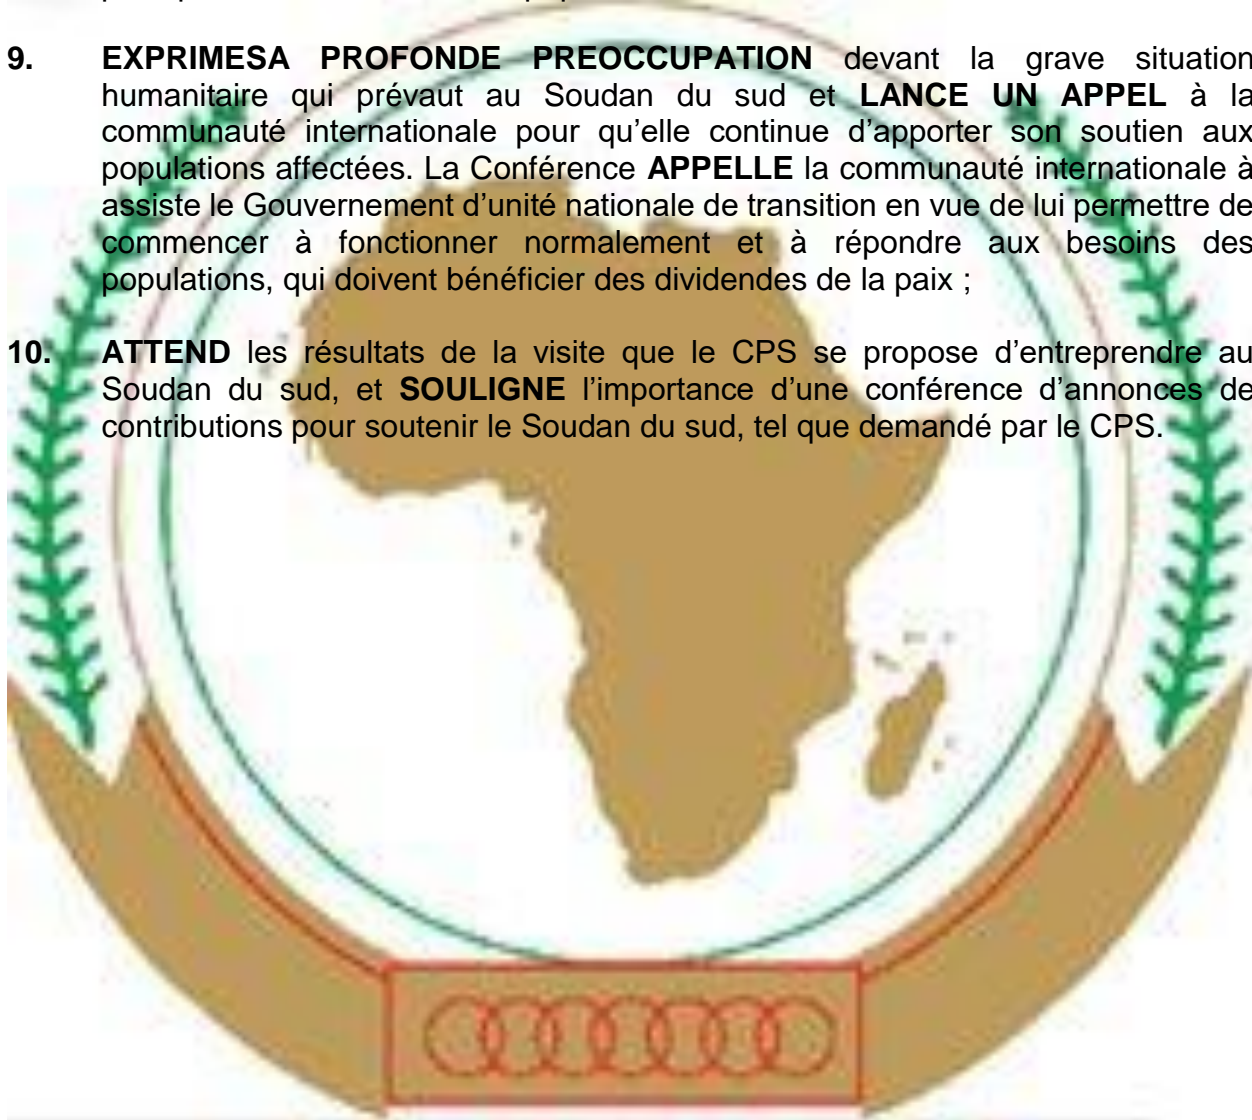 9. EXPRIMESA PROFONDE PREOCCUPATION devant la grave situation
humanitaire qui prévaut au Soudan du sud et LANCE UN APPEL à la
communauté internationale pour qu'elle continue d'apporter son soutien aux
populations affectées. La Conférence APPELLE la communauté internationale à
assiste le Gouvernement d'unité nationale de transition en vue de lui permettre de
commencer à fonctionner normalement et à répondre aux besoins des
populations, qui doivent bénéficier des dividendes de la paix ;
10. ATTEND les résultats de la visite que le CPS se propose d'entreprendre au
Soudan du sud, et SOULIGNE l'importance d'une conférence d'annonces de
contributions pour soutenir le Soudan du sud, tel que demandé par le CPS.